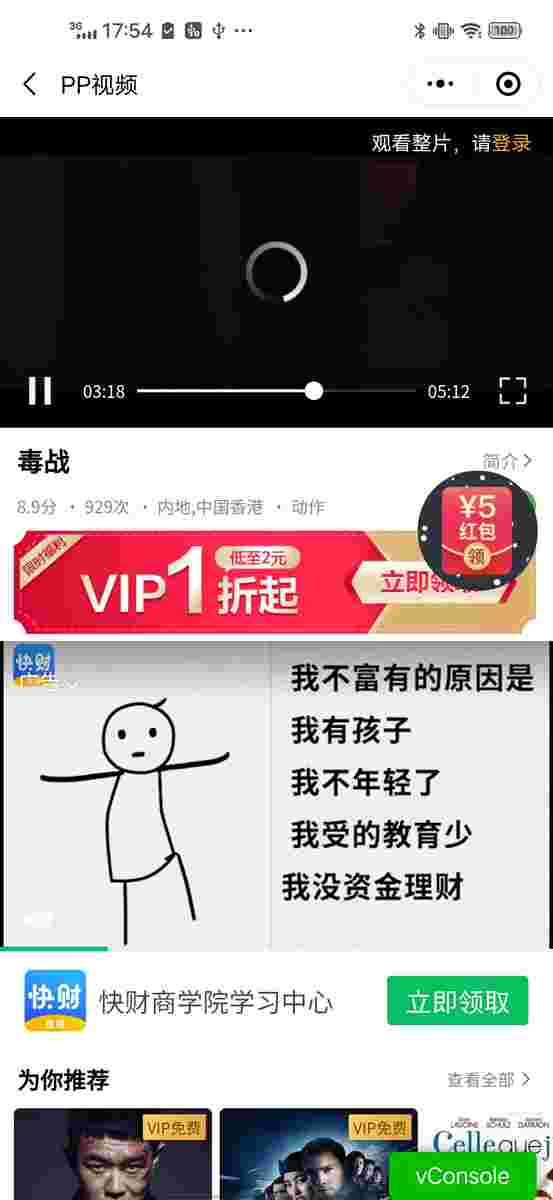 3G 17:54 100
PP视频
观看整片，请登录
03:18 05:12
毒战
简介
8.9分 · 929次 · 内地,中国香港 · 动作
¥5
红包
领
限时福利
VIP1折起
低至2元
立即领取
快财
广告
我不富有的原因是
我有孩子
我不年轻了
我受的教育少
我没资金理财
快财
快财商学院学习中心
立即领取
为你推荐
查看全部
VIP免费
VIP免费
vConsole